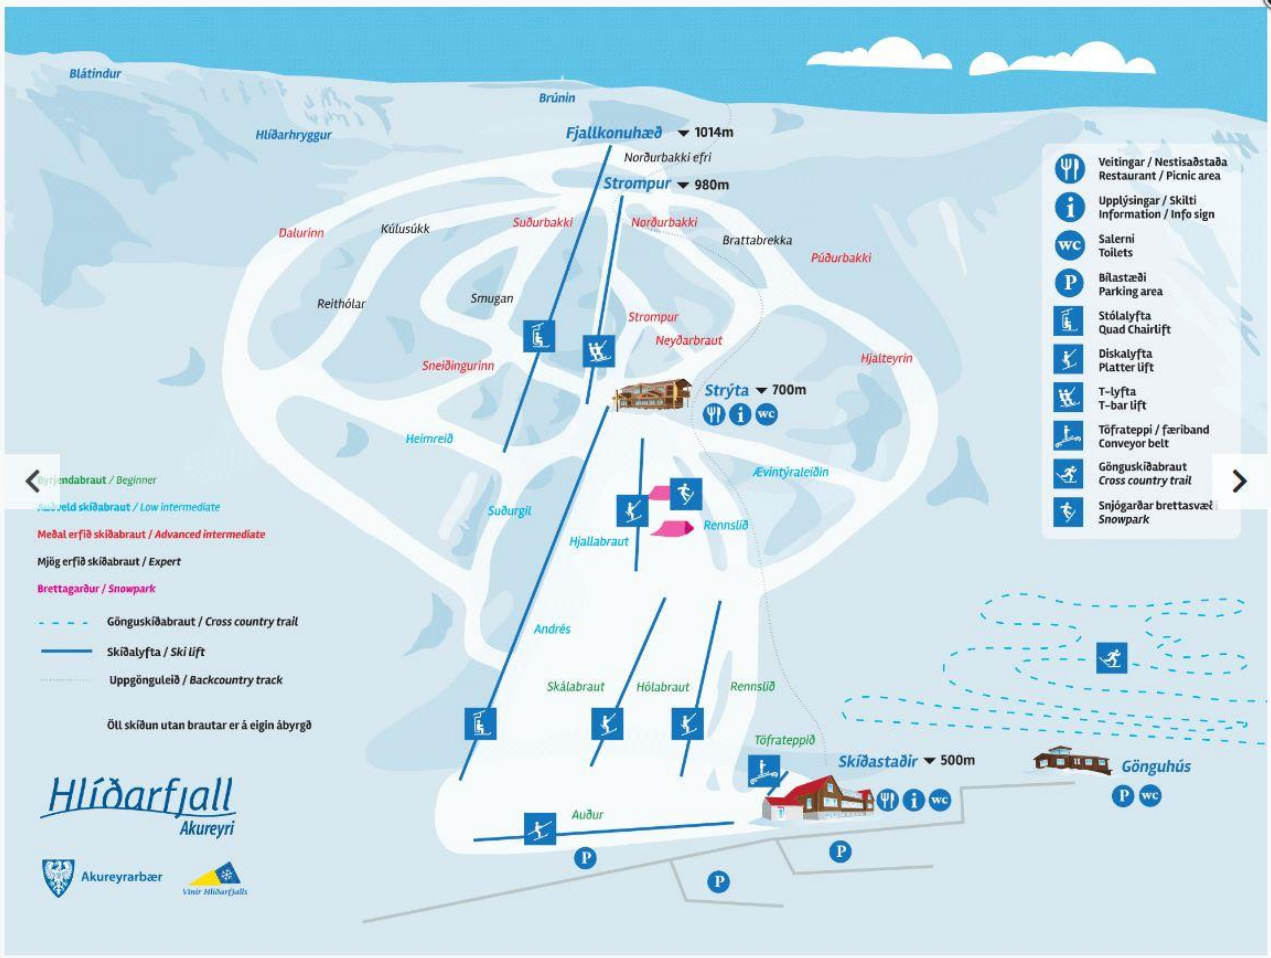 Blátindur
Hlíðarhryggur
Brúnin
Fjallkonuhæð 1014m
Norðurbakki efri
Strompur 980m
Dalurinn
Kúlusúkk
Suðurbakki
Norðurbakki
Brattabrekka
Púðurbakki
Reithólar
Smugan
Strompur
Neyðarbraut
Sneiðingurinn
Hjalteyrin
Strýta 700m
i wc
Heimreið
Ævintýraleiðin
Suðurgil
Hjallabraut
Rennslið
Andrés
Skálabraut
Hólabraut
Rennslið
Töfrateppið
Skíðastaðir 500m
i wc
Auður
P
P
P
Gönguhús
P wc
Veitingar / Nestisaðstaða
Restaurant / Picnic area
i
Upplýsingar / Skilti
Information / Info sign
wc
Salerni
Toilets
P
Bílastæði
Parking area
Stólalyfta
Quad Chairlift
Diskalyfta
Platter lift
T-lyfta
T-bar lift
Töfrateppi / færiband
Conveyor belt
Gönguskíðabraut
Cross country trail
Snjógarðar brettasvæði
Snowpark
Byrjendabraut / Beginner
Auðveld skíðabraut / Low intermediate
Meðal erfið skíðabraut / Advanced intermediate
Mjög erfið skíðabraut / Expert
Brettagarður / Snowpark
Gönguskíðabraut / Cross country trail
Skíðalyfta / Ski lift
Uppgönguleið / Backcountry track
Öll skíðun utan brautar er á eigin ábyrgð
Hlíðarfjall
Akureyri
Akureyrarbær
Vinir Hlíðarfjalls